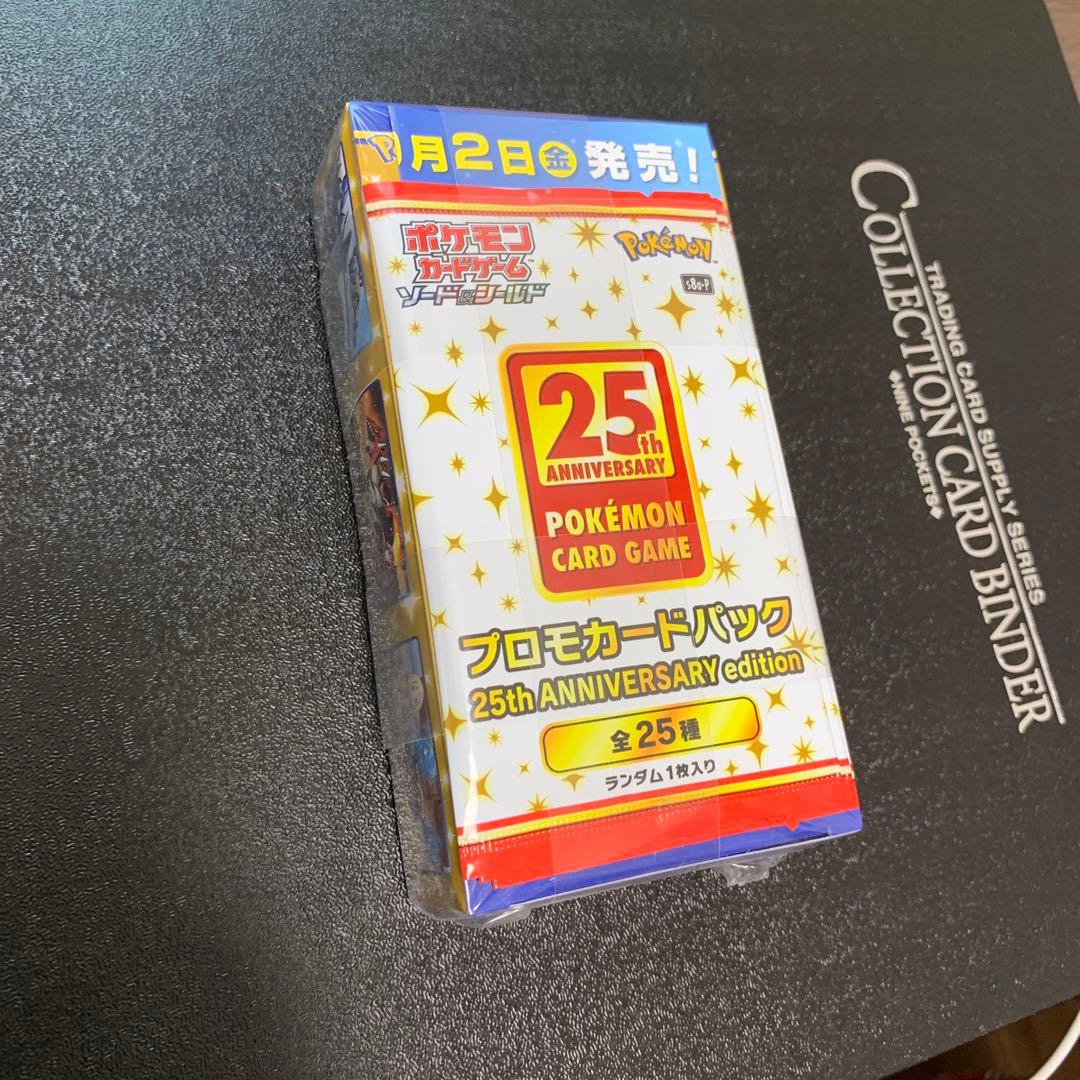 月2日金発売!
ポケモン
カードゲーム
ソード&シールド
Pokémon
s8a-P
25th
ANNIVERSARY
POKÉMON
CARD GAME
プロモカードパック
25th ANNIVERSARY edition
全25種
ランダム1枚入り
TRADING CARD SUPPLY SERIES
COLLECTION CARD BINDER
◆NINE POCKETS◆